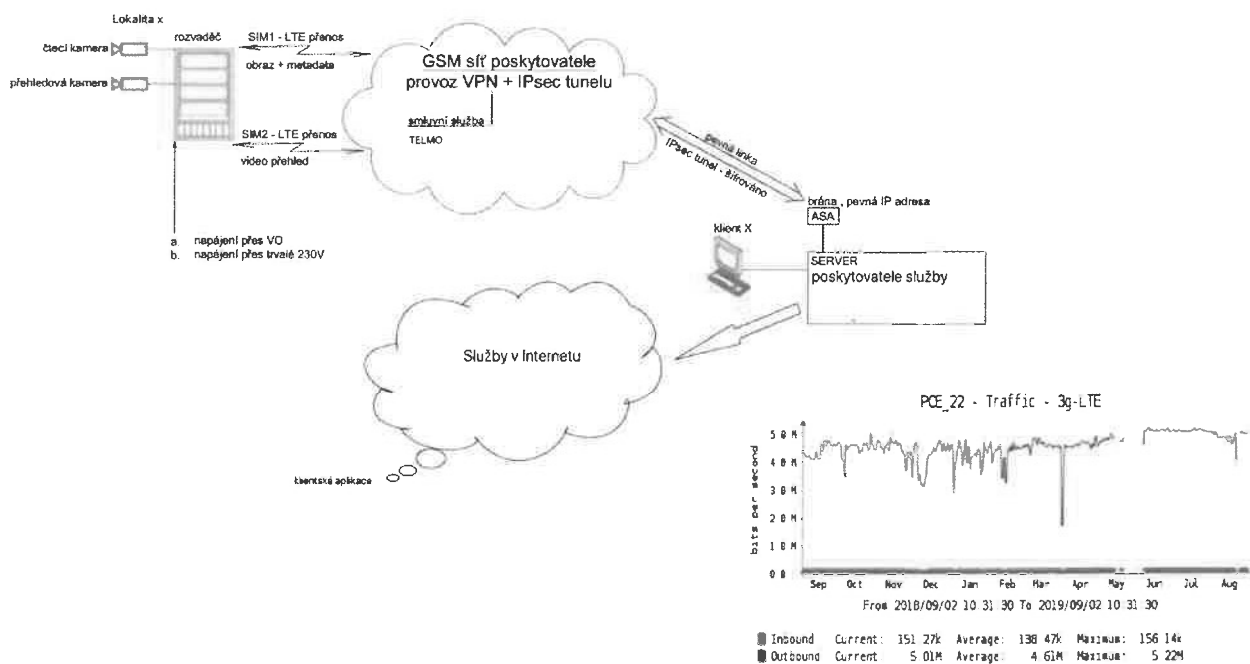 Lokalita x
čtecí kamera
přehledová kamera
rozvaděč
SIM1 - LTE přenos
obraz + metadata
SIM2 - LTE přenos
video přehled
a. napájení přes VO
b. napájení přes trvalé 230V
GSM síť poskytovatele
provoz VPN + IPsec tunelu
smluvní služba
TELMO
pevná linka
IPsec tunel - šifrováno
brána , pevná IP adresa
ASA
klient X
SERVER
poskytovatele služby
Služby v Internetu
klientská aplikace
PCE_22 - Traffic - 3g-LTE
bits per second
5 0 M
4 0 M
3 0 M
2 0 M
1 0 M
0 0
Sep Oct Nov Dec Jan Feb Mar Apr May Jun Jul Aug
From 2018/09/02 10 31 30 To 2019/09/02 10 31 30
Inbound Current: 151 27k Average: 138 47k Maximum: 156 14k
Outbound Current 5 01M Average: 4 61M Maximum: 5 22M